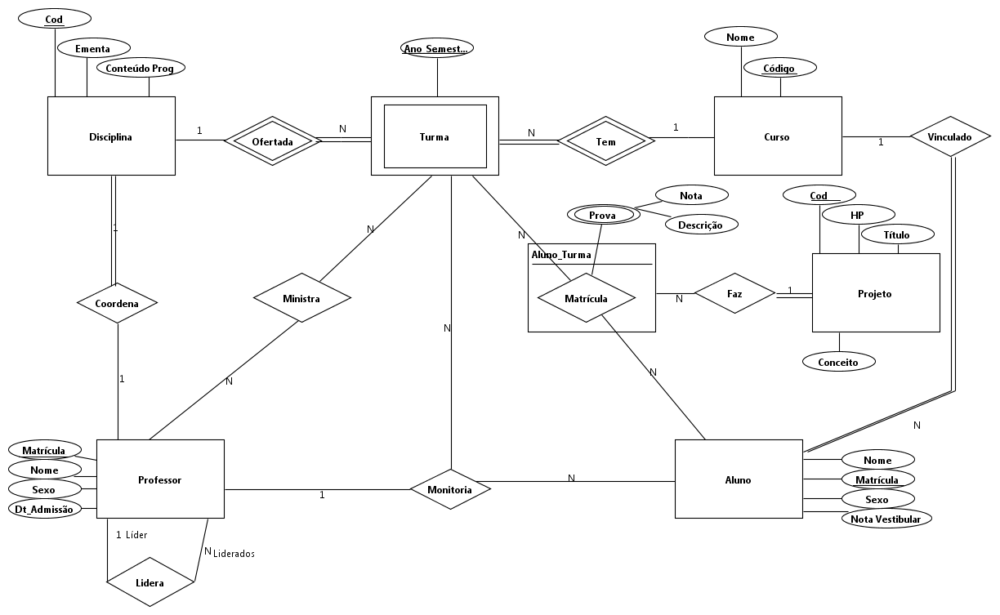 Cod
Ementa
Conteúdo Prog
Ano_Semest...
Nome
Código
Disciplina
1
Ofertada
N
Turma
N
Tem
1
Curso
1
Vinculado
Nota
Prova
Descrição
Cod
HP
Título
1
N
N
Aluno_Turma
Coordena
Ministra
Matrícula
N
Faz
1
Projeto
N
Conceito
1
N
N
N
Matrícula
Nome
Sexo
Dt_Admissão
Professor
1
Monitoria
N
Aluno
Nome
Matrícula
Sexo
Nota Vestibular
1 Líder
N Liderados
Lidera